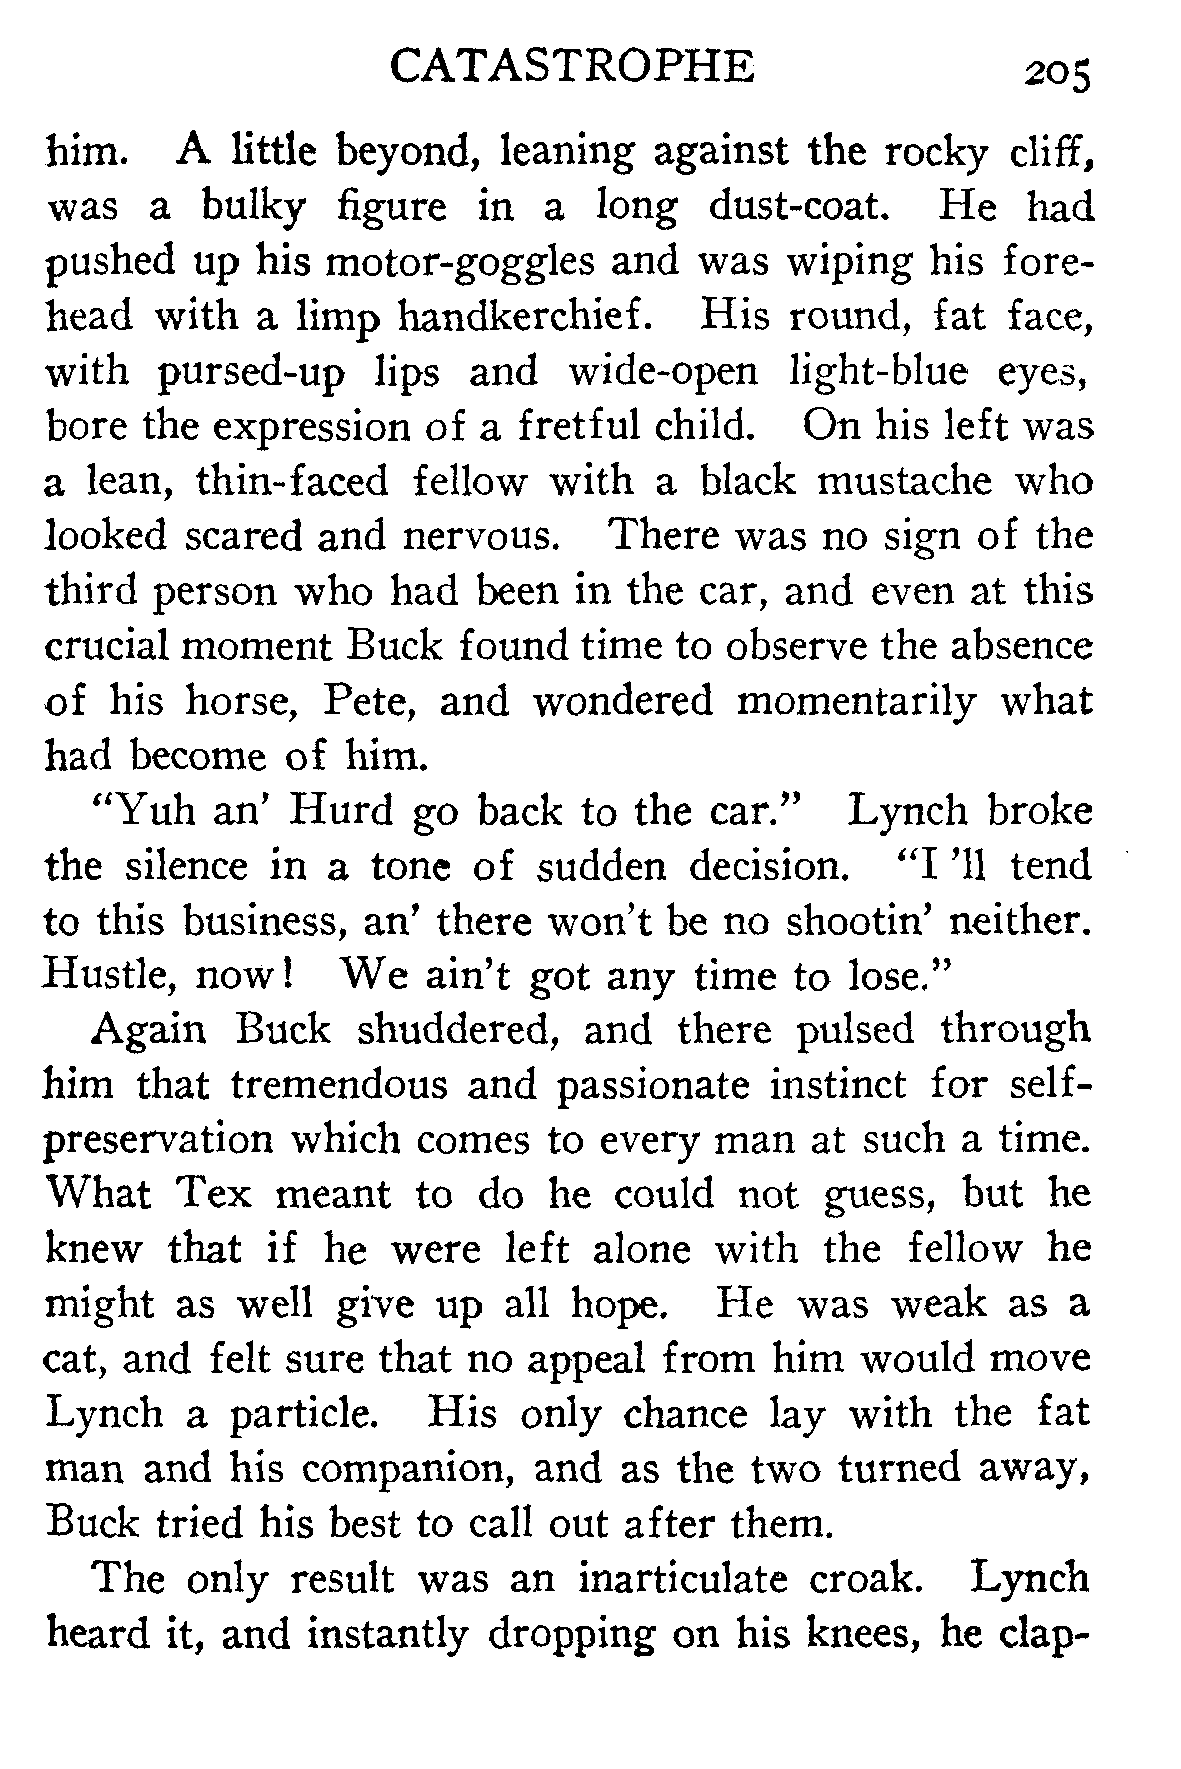 CATASTROPHE 205
him. A little beyond, leaning against the rocky cliff,
was a bulky figure in a long dust-coat. He had
pushed up his motor-goggles and was wiping his fore-
head with a limp handkerchief. His round, fat face,
with pursed-up lips and wide-open light-blue eyes,
bore the expression of a fretful child. On his left was
a lean, thin-faced fellow with a black mustache who
looked scared and nervous. There was no sign of the
third person who had been in the car, and even at this
crucial moment Buck found time to observe the absence
of his horse, Pete, and wondered momentarily what
had become of him.
"Yuh an' Hurd go back to the car." Lynch broke
the silence in a tone of sudden decision. "I 'll tend
to this business, an' there won't be no shootin' neither.
Hustle, now! We ain't got any time to lose."
Again Buck shuddered, and there pulsed through
him that tremendous and passionate instinct for self-
preservation which comes to every man at such a time.
What Tex meant to do he could not guess, but he
knew that if he were left alone with the fellow he
might as well give up all hope. He was weak as a
cat, and felt sure that no appeal from him would move
Lynch a particle. His only chance lay with the fat
man and his companion, and as the two turned away,
Buck tried his best to call out after them.
The only result was an inarticulate croak. Lynch
heard it, and instantly dropping on his knees, he clap-